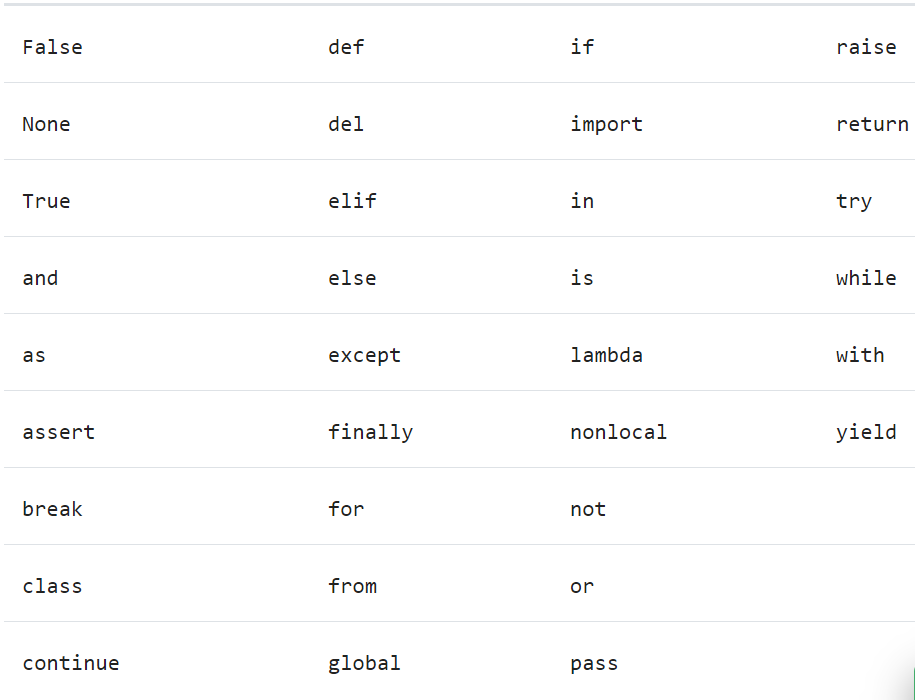 False def if raise
None del import return
True elif in try
and else is while
as except lambda with
assert finally nonlocal yield
break for not
class from or
continue global pass